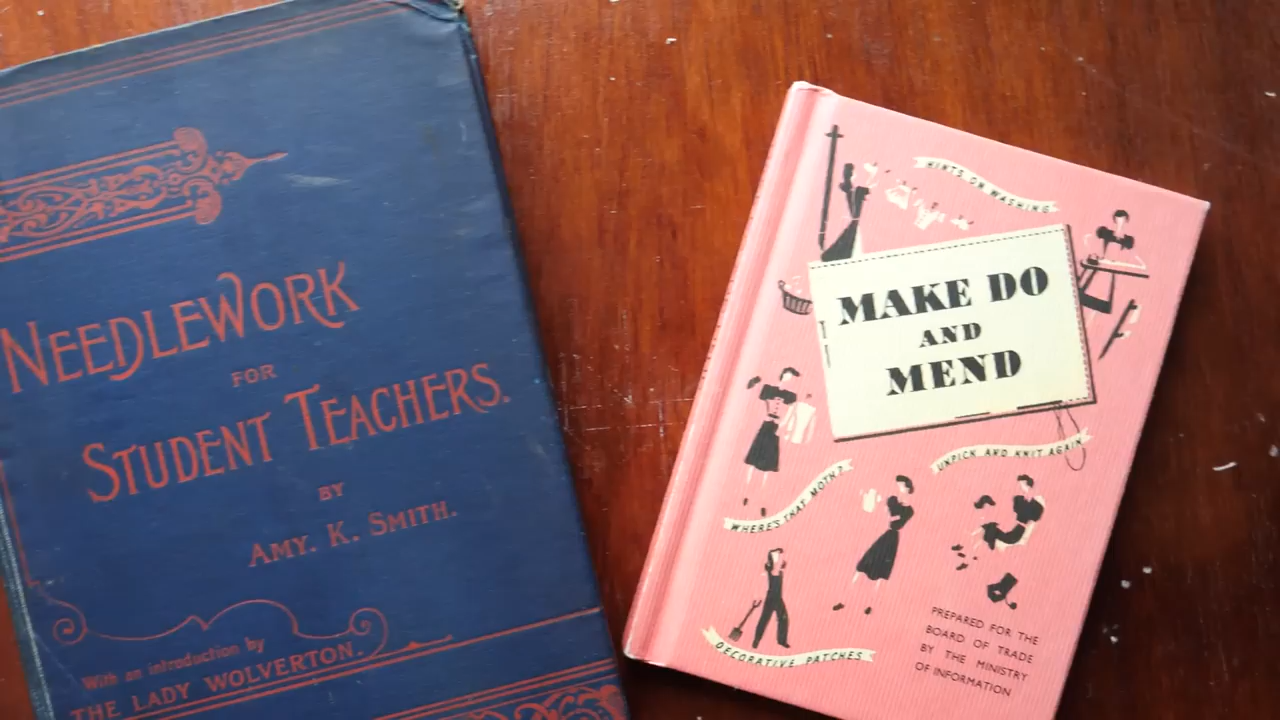 NEEDLEWORK
FOR
STUDENT TEACHERS.
BY
AMY. K. SMITH.
With an introduction by
THE LADY WOLVERTON.
HINTS ON WASHING
MAKE DO
AND
MEND
UNPICK AND KNIT AGAIN
WHERE'S THAT MOTH?
DECORATIVE PATCHES
PREPARED FOR THE
BOARD OF TRADE
BY THE MINISTRY
OF INFORMATION